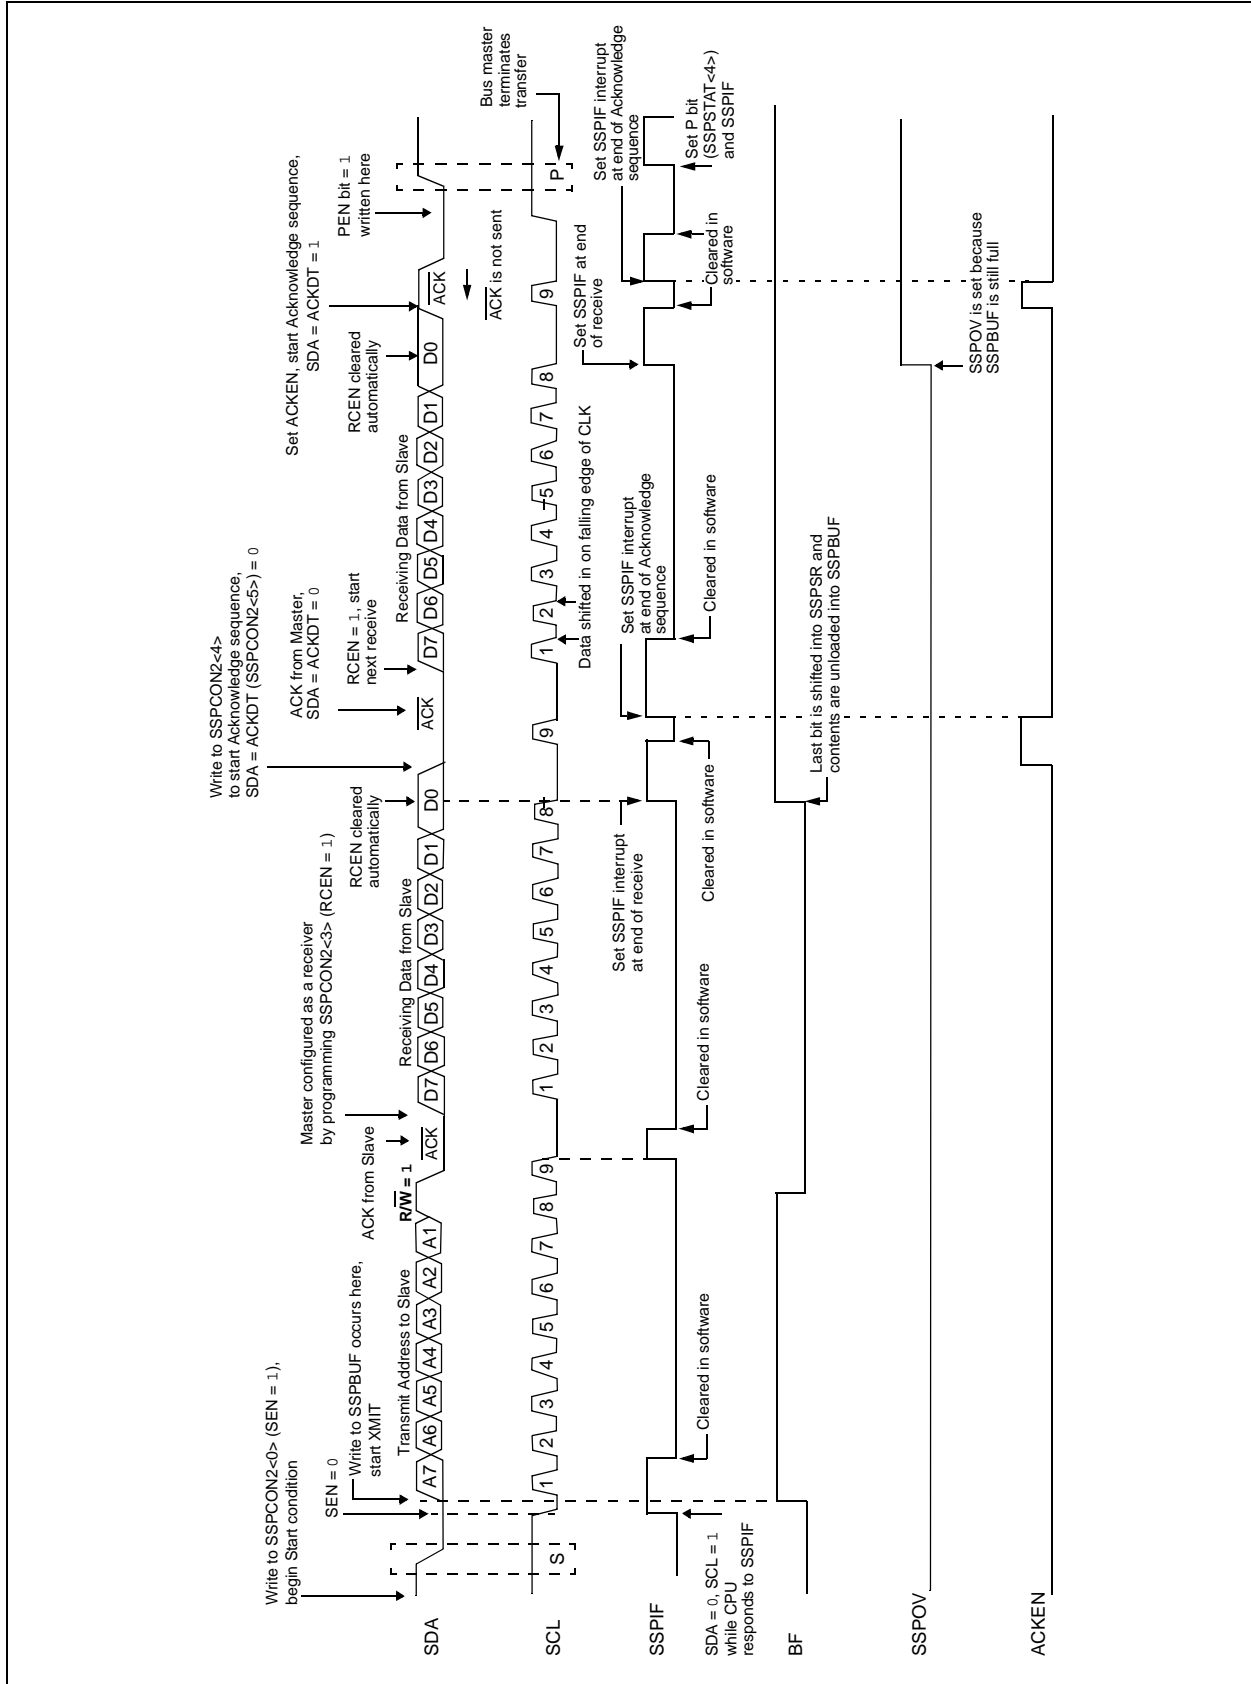 Write to SSPCON2<0> (SEN = 1),
begin Start condition
SEN = 0
Write to SSPBUF occurs here,
start XMIT
Transmit Address to Slave
R/W = 1
ACK from Slave
Master configured as a receiver
by programming SSPCON2<3> (RCEN = 1)
Receiving Data from Slave
RCEN cleared
automatically
Write to SSPCON2<4>
to start Acknowledge sequence,
SDA = ACKDT (SSPCON2<5>) = 0
ACK from Master,
SDA = ACKDT = 0
RCEN = 1, start
next receive
Receiving Data from Slave
RCEN cleared
automatically
Set ACKEN, start Acknowledge sequence,
SDA = ACKDT = 1
PEN bit = 1
written here
Bus master
terminates
transfer
SDA
A7 A6 A5 A4 A3 A2 A1
ACK
D7 D6 D5 D4 D3 D2 D1 D0
ACK
D7 D6 D5 D4 D3 D2 D1 D0
ACK
ACK is not sent
SCL
S
1 2 3 4 5 6 7 8 9
1 2 3 4 5 6 7 8 9
1 2 3 4 5 6 7 8 9
P
Data shifted in on falling edge of CLK
Set SSPIF interrupt
at end of receive
Set SSPIF interrupt
at end of Acknowledge
sequence
Set SSPIF at end
of receive
Set SSPIF interrupt
at end of Acknowledge
sequence
SSPIF
SDA = 0, SCL = 1
while CPU
responds to SSPIF
Cleared in software
Cleared in software
Cleared in software
Cleared in software
Cleared in software
Cleared in
software
Set P bit
(SSPSTAT<4>)
and SSPIF
BF
Last bit is shifted into SSPSR and
contents are unloaded into SSPBUF
SSPOV
SSPOV is set because
SSPBUF is still full
ACKEN